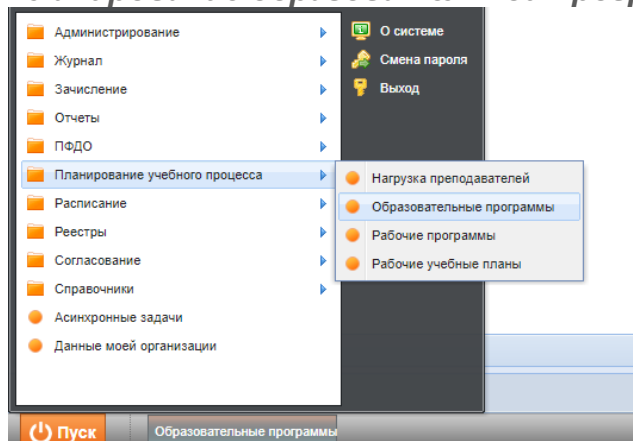 Администрирование
Журнал
Зачисление
Отчеты
ПФДО
Планирование учебного процесса
Расписание
Реестры
Согласование
Справочники
Асинхронные задачи
Данные моей организации
О системе
Смена пароля
Выход
Нагрузка преподавателей
Образовательные программы
Рабочие программы
Рабочие учебные планы
Пуск
Образовательные программы